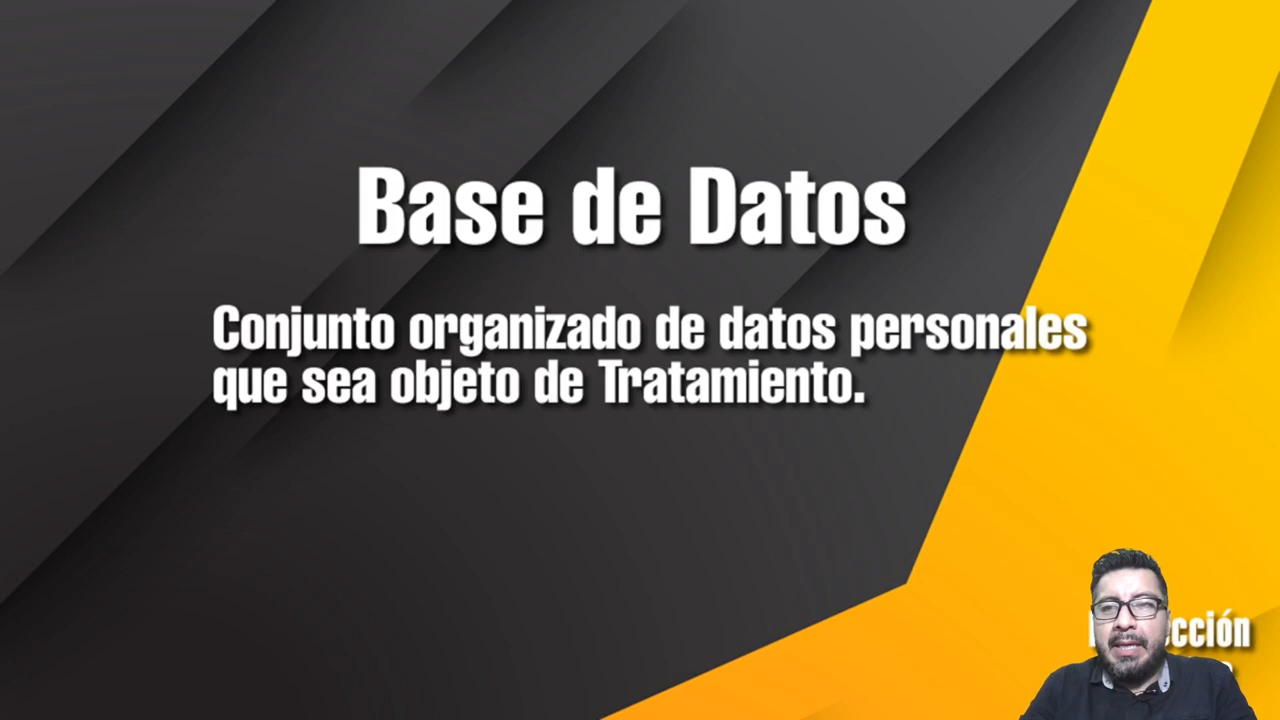 Base de Datos
Conjunto organizado de datos personales
que sea objeto de Tratamiento.